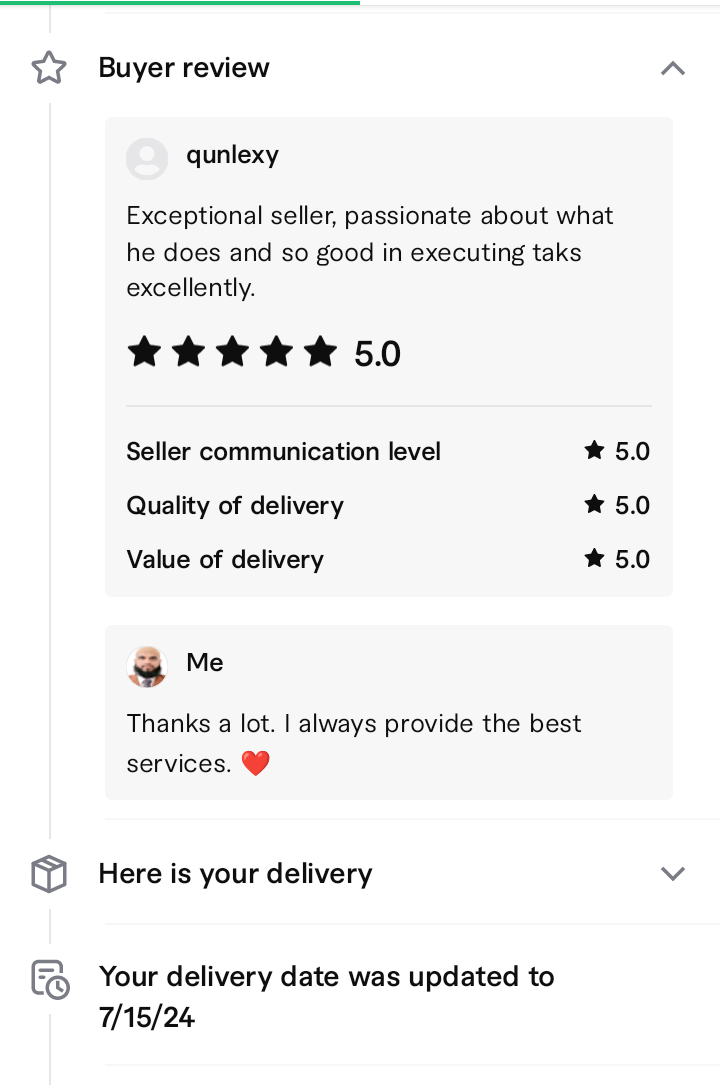 Buyer review
qunlexy
Exceptional seller, passionate about what
he does and so good in executing taks
excellently.
5.0
Seller communication level 5.0
Quality of delivery 5.0
Value of delivery 5.0
Me
Thanks a lot. I always provide the best
services. ❤️
Here is your delivery
Your delivery date was updated to
7/15/24